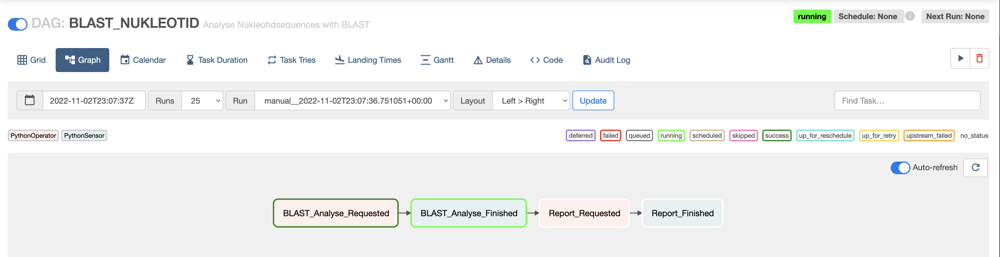 DAG: BLAST_NUKLEOTID Analyse Nukleotidsequences with BLAST
running Schedule: None Next Run: None
Grid Graph Calendar Task Duration Task Tries Landing Times Gantt Details Code Audit Log
2022-11-02T23:07:37Z Runs 25 Run manual__2022-11-02T23:07:36.751051+00:00 Layout Left > Right Update Find Task...
PythonOperator PythonSensor deferred failed queued running scheduled skipped success up_for_reschedule up_for_retry upstream_failed no_status
Auto-refresh
BLAST_Analyse_Requested BLAST_Analyse_Finished Report_Requested Report_Finished